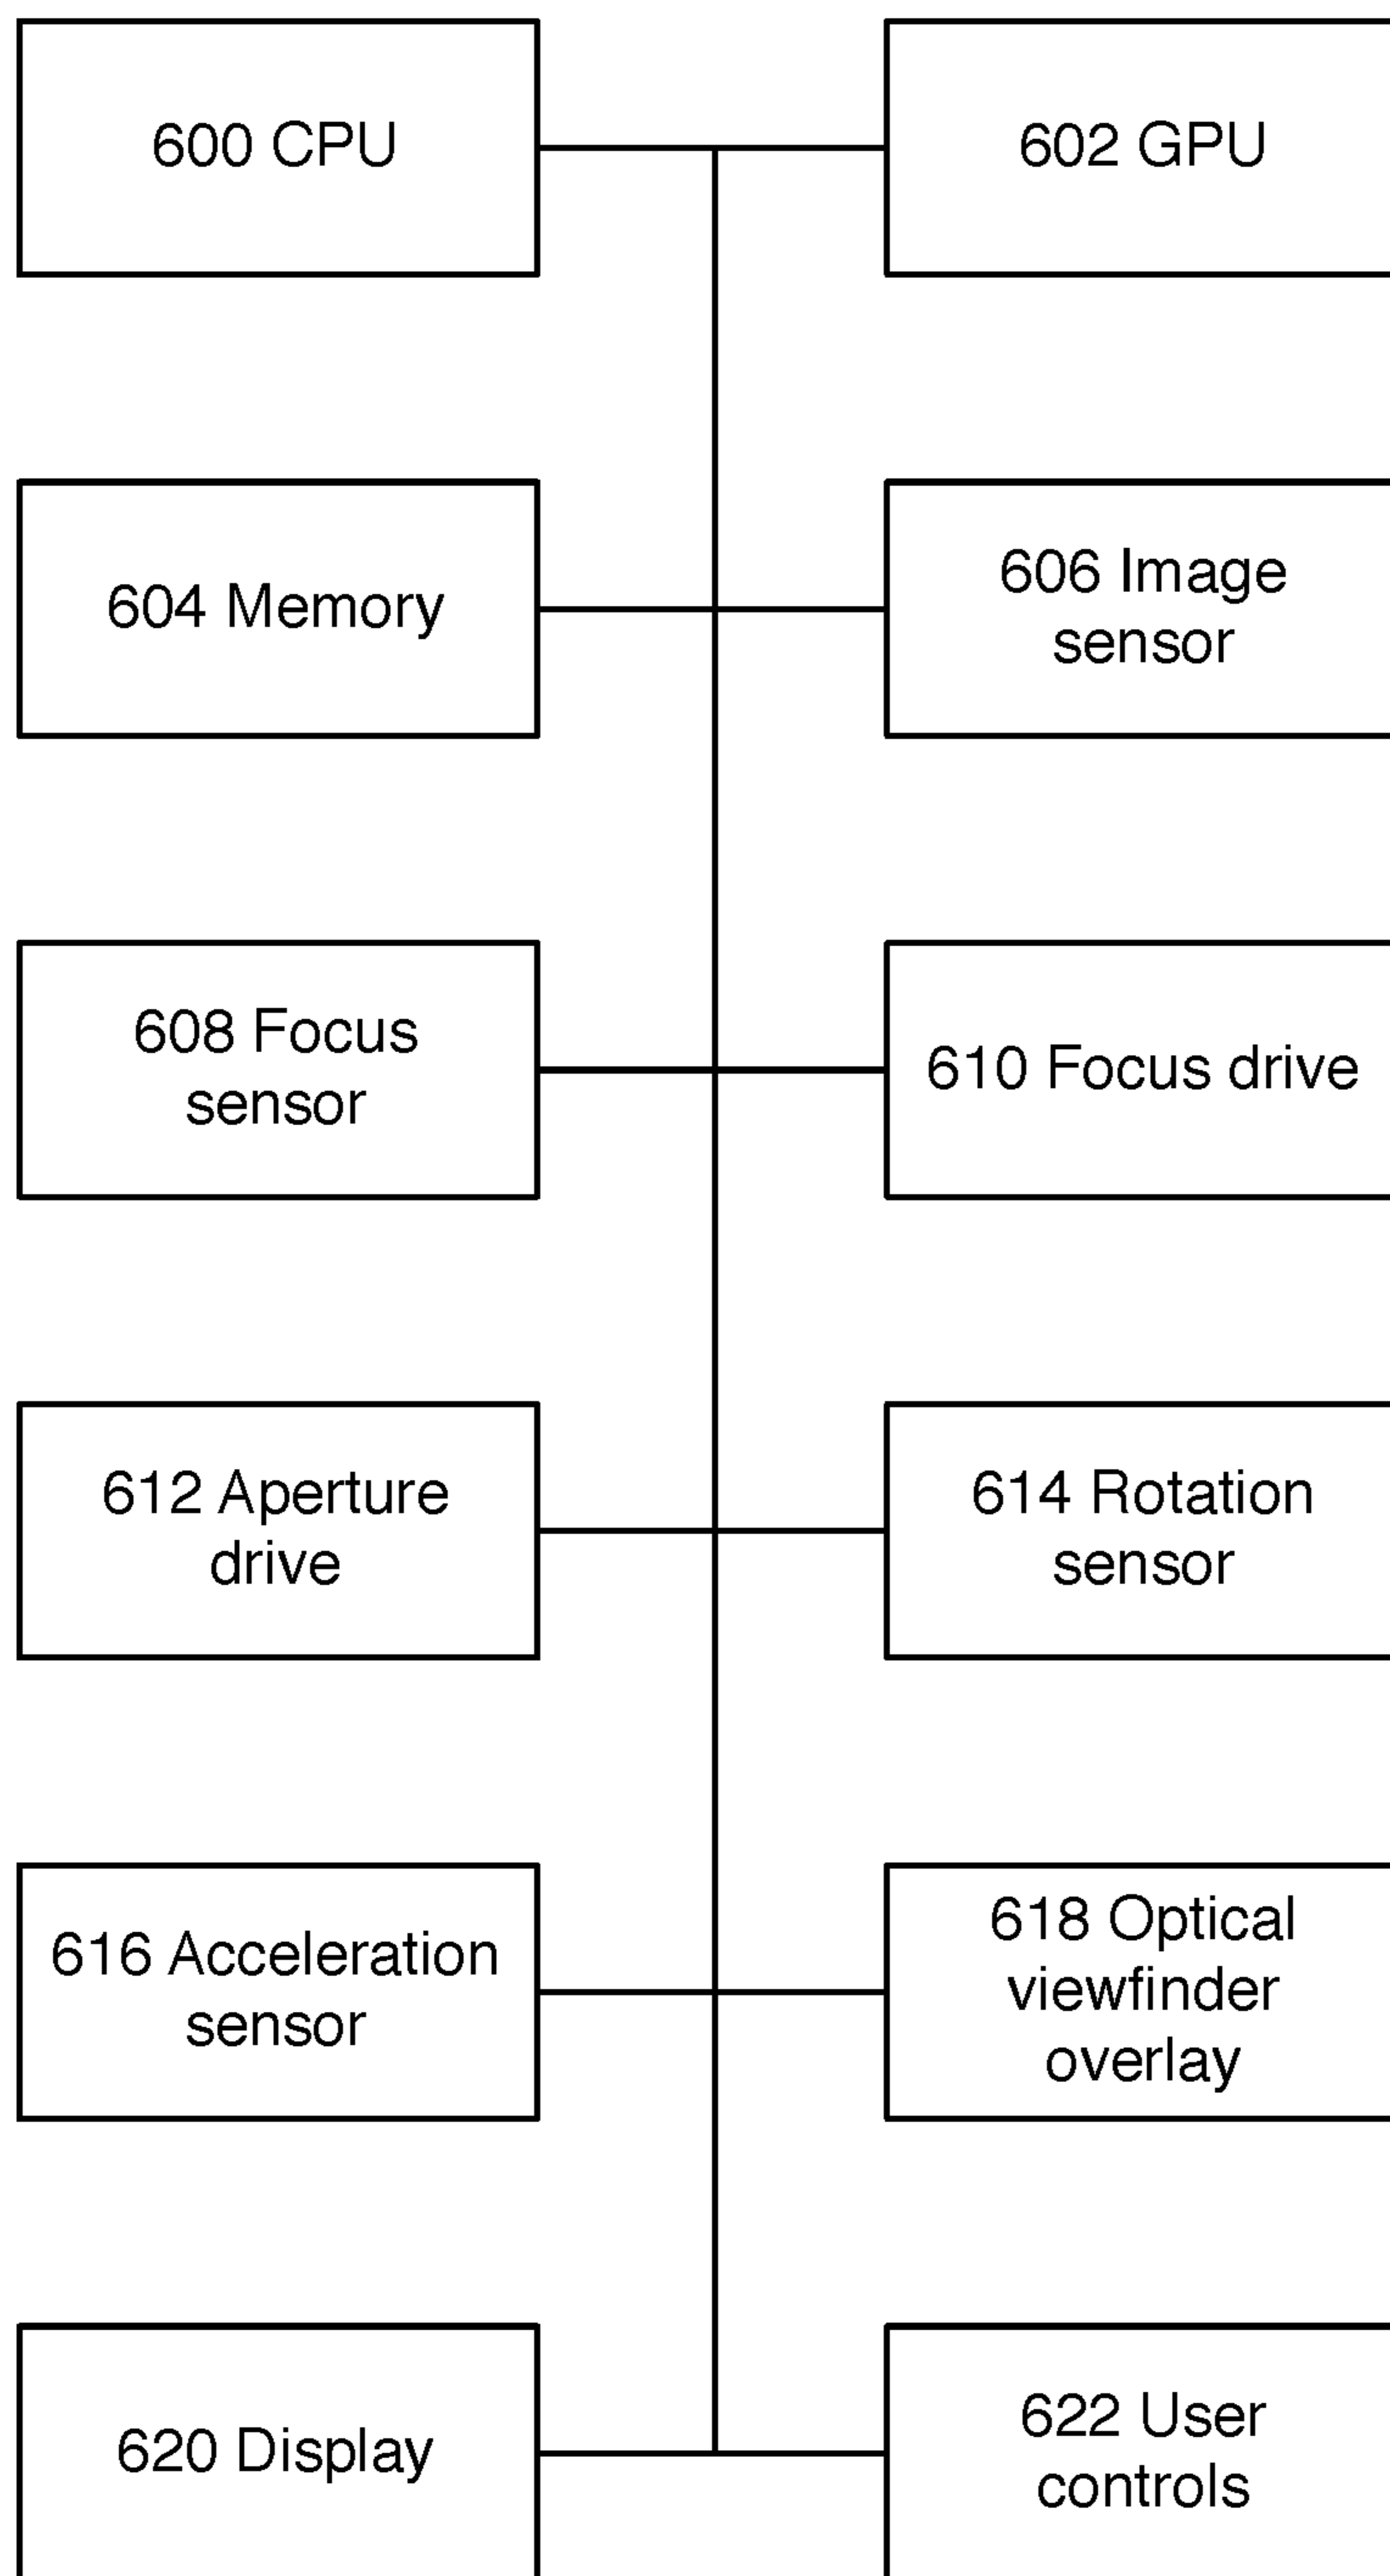 600 CPU
602 GPU
604 Memory
606 Image
sensor
608 Focus
sensor
610 Focus drive
612 Aperture
drive
614 Rotation
sensor
616 Acceleration
sensor
618 Optical
viewfinder
overlay
620 Display
622 User
controls